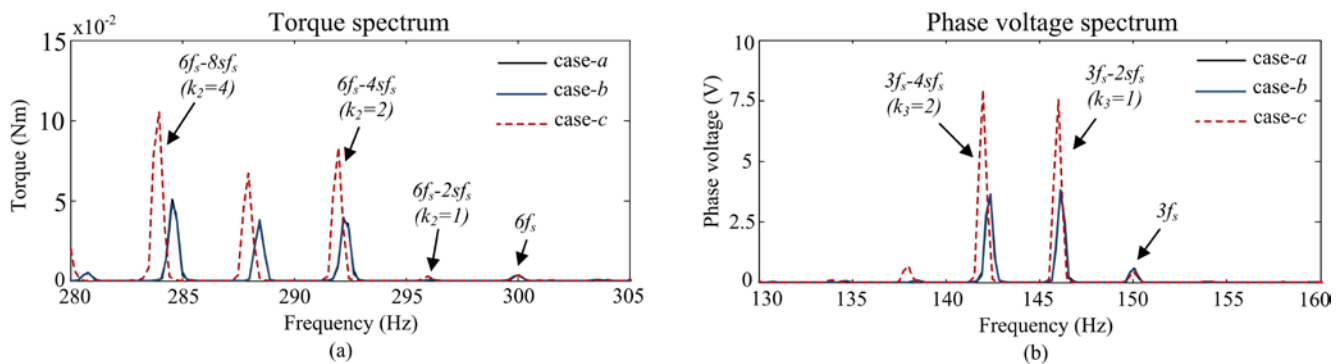 Torque spectrum
x10-2
15
10
5
0
Torque (Nm)
6fs-8sfs
(k2=4)
6fs-4sfs
(k2=2)
6fs-2sfs
(k2=1)
6fs
case-a
case-b
case-c
280 285 290 295 300 305
Frequency (Hz)
(a)
Phase voltage spectrum
10
7.5
5
2.5
0
Phase voltage (V)
3fs-4sfs
(k3=2)
3fs-2sfs
(k3=1)
3fs
case-a
case-b
case-c
130 135 140 145 150 155 160
Frequency (Hz)
(b)